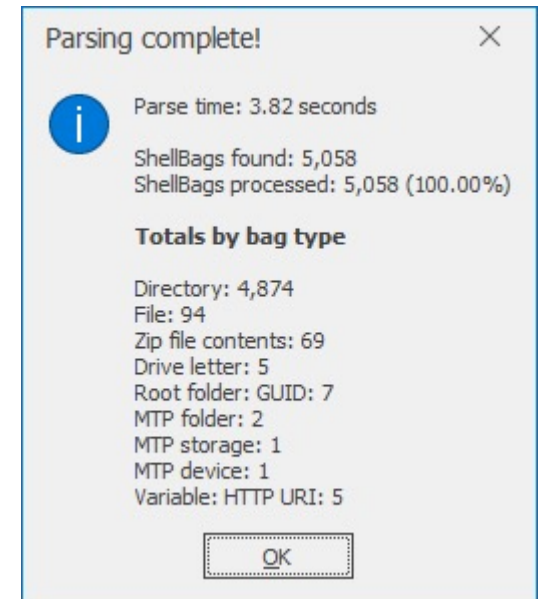 Parsing complete!
Parse time: 3.82 seconds
ShellBags found: 5,058
ShellBags processed: 5,058 (100.00%)
Totals by bag type
Directory: 4,874
File: 94
Zip file contents: 69
Drive letter: 5
Root folder: GUID: 7
MTP folder: 2
MTP storage: 1
MTP device: 1
Variable: HTTP URI: 5
OK